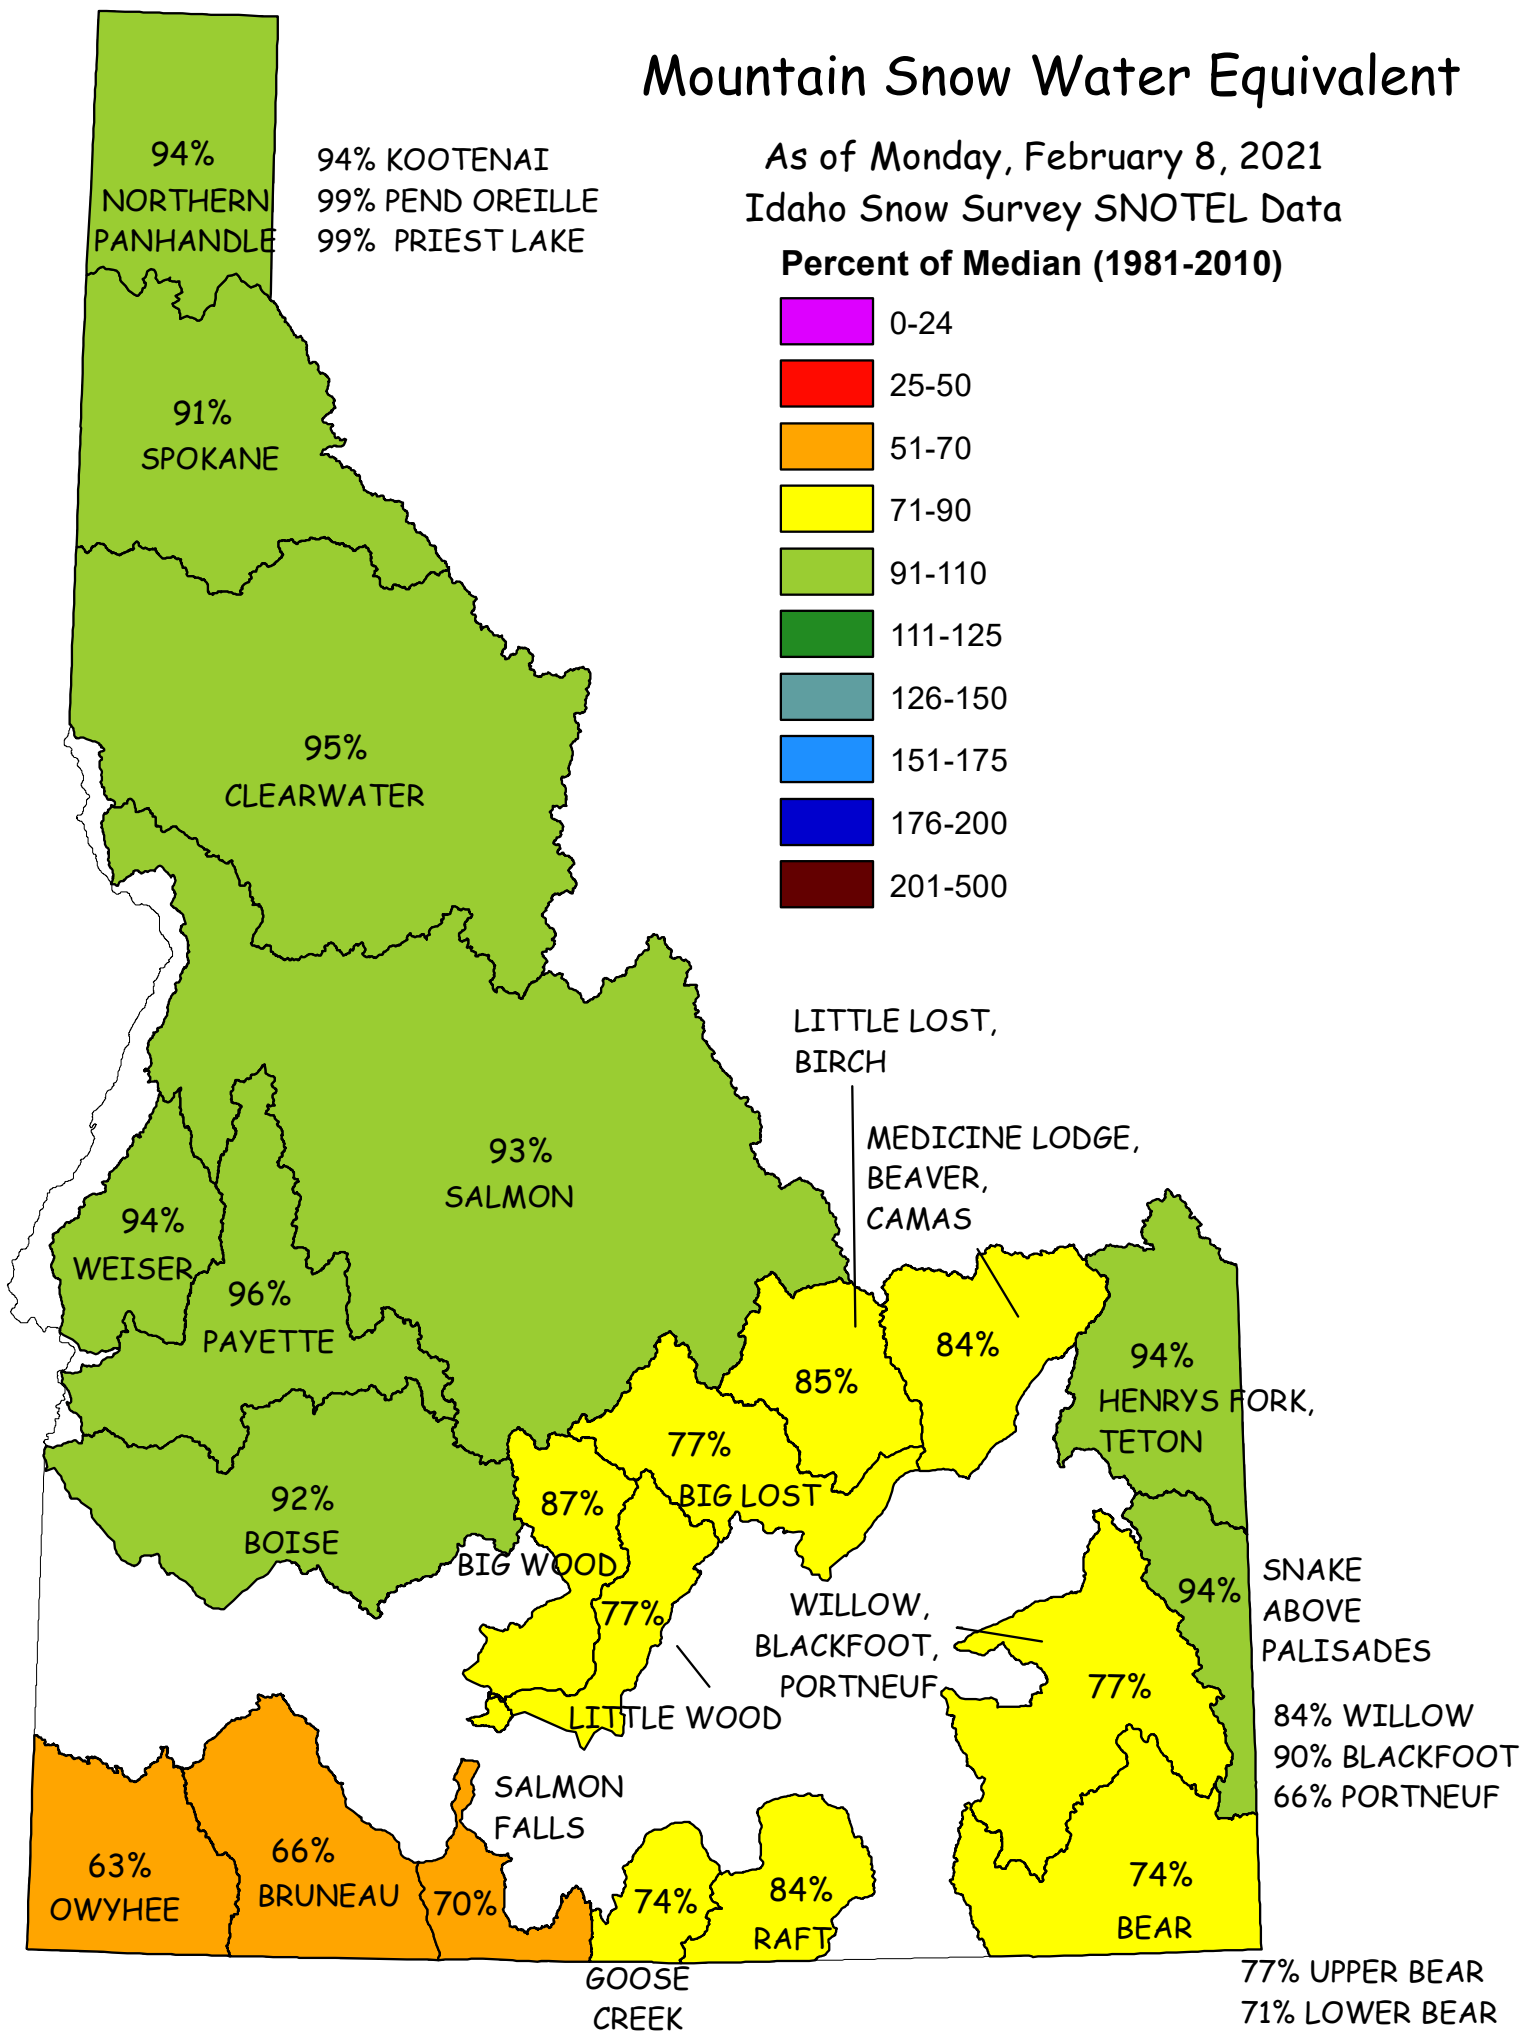 Mountain Snow Water Equivalent
As of Monday, February 8, 2021
Idaho Snow Survey SNOTEL Data
Percent of Median (1981-2010)
0-24
25-50
51-70
71-90
91-110
111-125
126-150
151-175
176-200
201-500
94%
NORTHERN
PANHANDLE
94% KOOTENAI
99% PEND OREILLE
99% PRIEST LAKE
91%
SPOKANE
95%
CLEARWATER
LITTLE LOST,
BIRCH
MEDICINE LODGE,
BEAVER,
CAMAS
93%
SALMON
94%
WEISER
96%
PAYETTE
85%
84%
94%
HENRYS FORK,
TETON
77%
BIG LOST
92%
BOISE
87%
BIG WOOD
77%
LITTLE WOOD
WILLOW,
BLACKFOOT,
PORTNEUF
77%
94%
SNAKE
ABOVE
PALISADES
84% WILLOW
90% BLACKFOOT
66% PORTNEUF
63%
OWYHEE
66%
BRUNEAU
SALMON
FALLS
70%
74%
GOOSE
CREEK
84%
RAFT
74%
BEAR
77% UPPER BEAR
71% LOWER BEAR